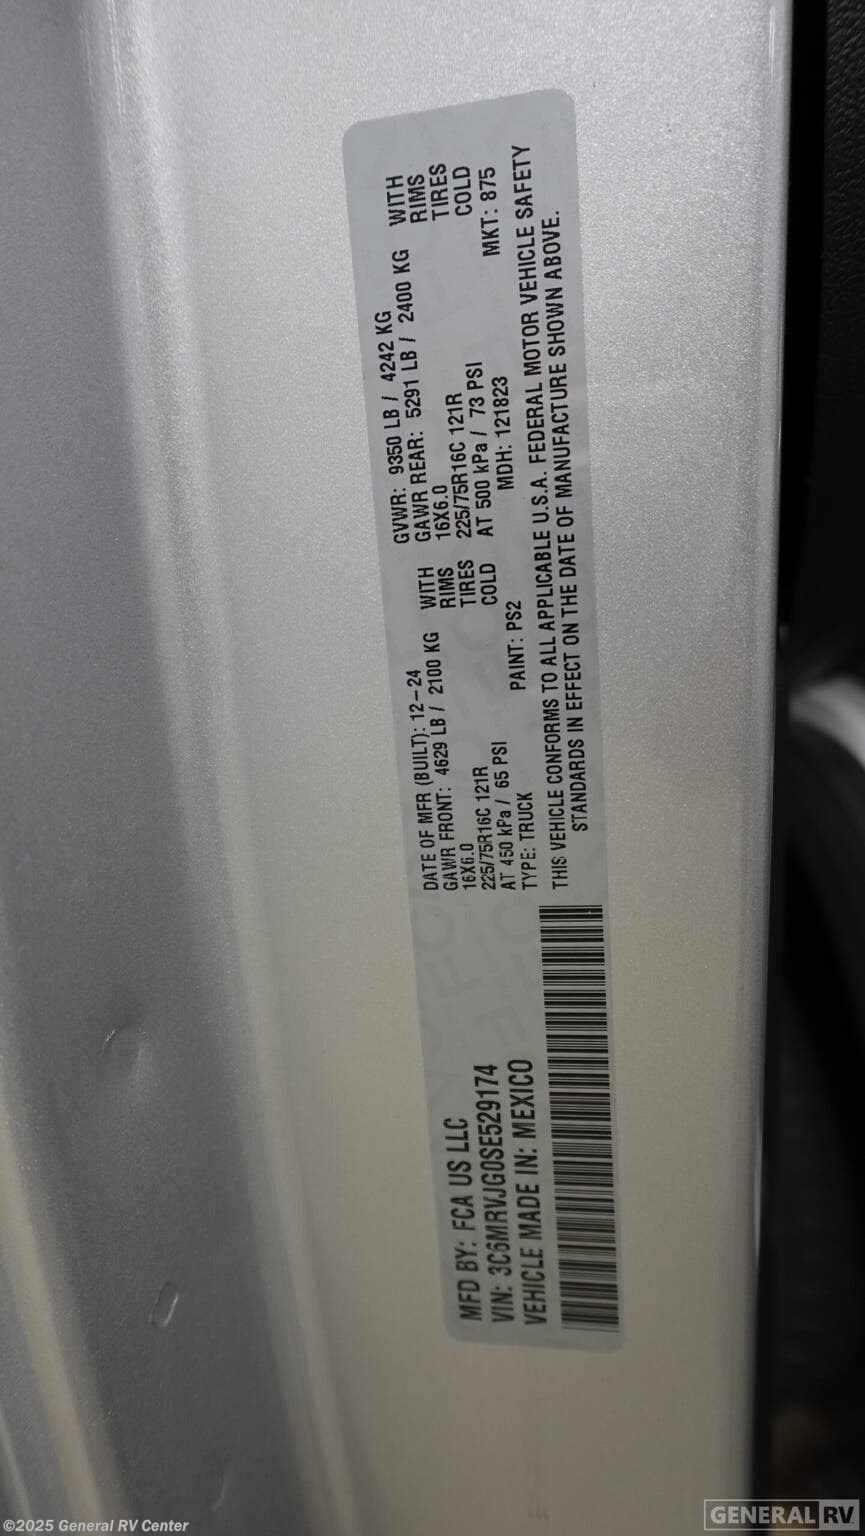 MFD BY: FCA US LLC
VIN: 3C6MRVJG0SE529174
VEHICLE MADE IN: MEXICO
DATE OF MFR (BUILT): 12-24 GVWR: 9350 LB / 4242 KG
GAWR FRONT: 4629 LB / 2100 KG WITH GAWR REAR: 5291 LB / 2400 KG WITH
16X6.0 RIMS 16X6.0 RIMS
225/75R16C 121R TIRES 225/75R16C 121R TIRES
AT 450 kPa / 65 PSI COLD AT 500 kPa / 73 PSI COLD
TYPE: TRUCK PAINT: PS2 MDH: 121823 MKT: 875
THIS VEHICLE CONFORMS TO ALL APPLICABLE U.S.A. FEDERAL MOTOR VEHICLE SAFETY
STANDARDS IN EFFECT ON THE DATE OF MANUFACTURE SHOWN ABOVE.
©2025 General RV Center
GENERAL RV